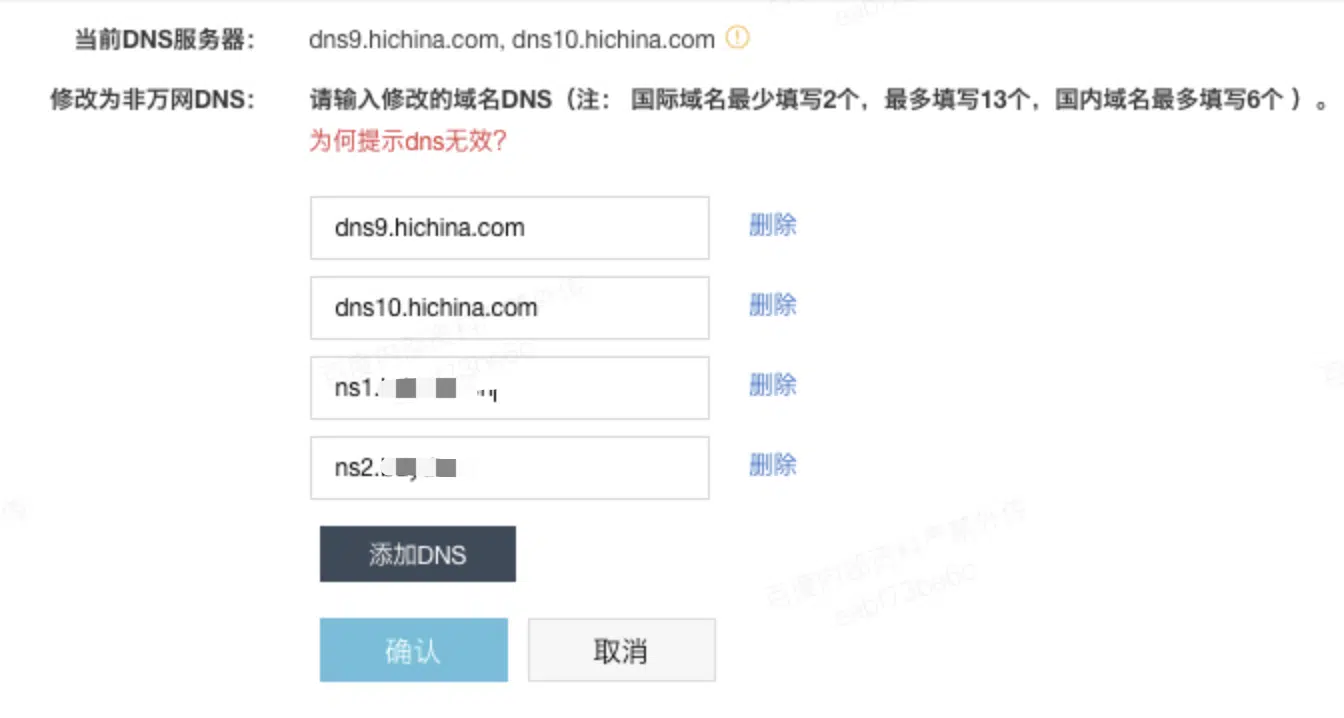 当前DNS服务器： dns9.hichina.com, dns10.hichina.com
修改为非万网DNS： 请输入修改的域名DNS（注： 国际域名最少填写2个，最多填写13个，国内域名最多填写6个 ）。
为何提示dns无效？
dns9.hichina.com 删除
dns10.hichina.com 删除
ns1. 删除
ns2. 删除
添加DNS
确认 取消